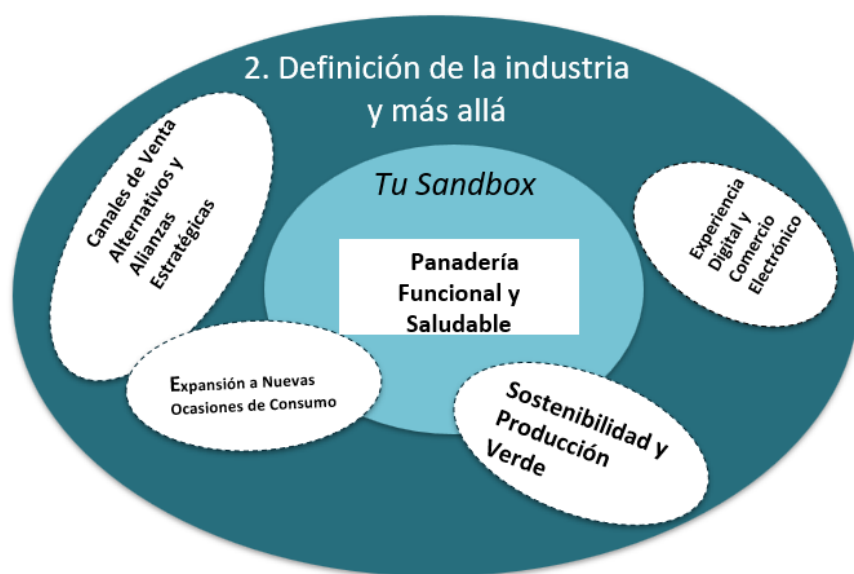 2. Definición de la industria
y más allá
Tu Sandbox
Panadería
Funcional y
Saludable
Canales de Venta
Alternativos y
Alianzas
Estratégicas
Experiencia
Digital y
Comercio
Electrónico
Expansión a Nuevas
Ocasiones de Consumo
Sostenibilidad y
Producción
Verde